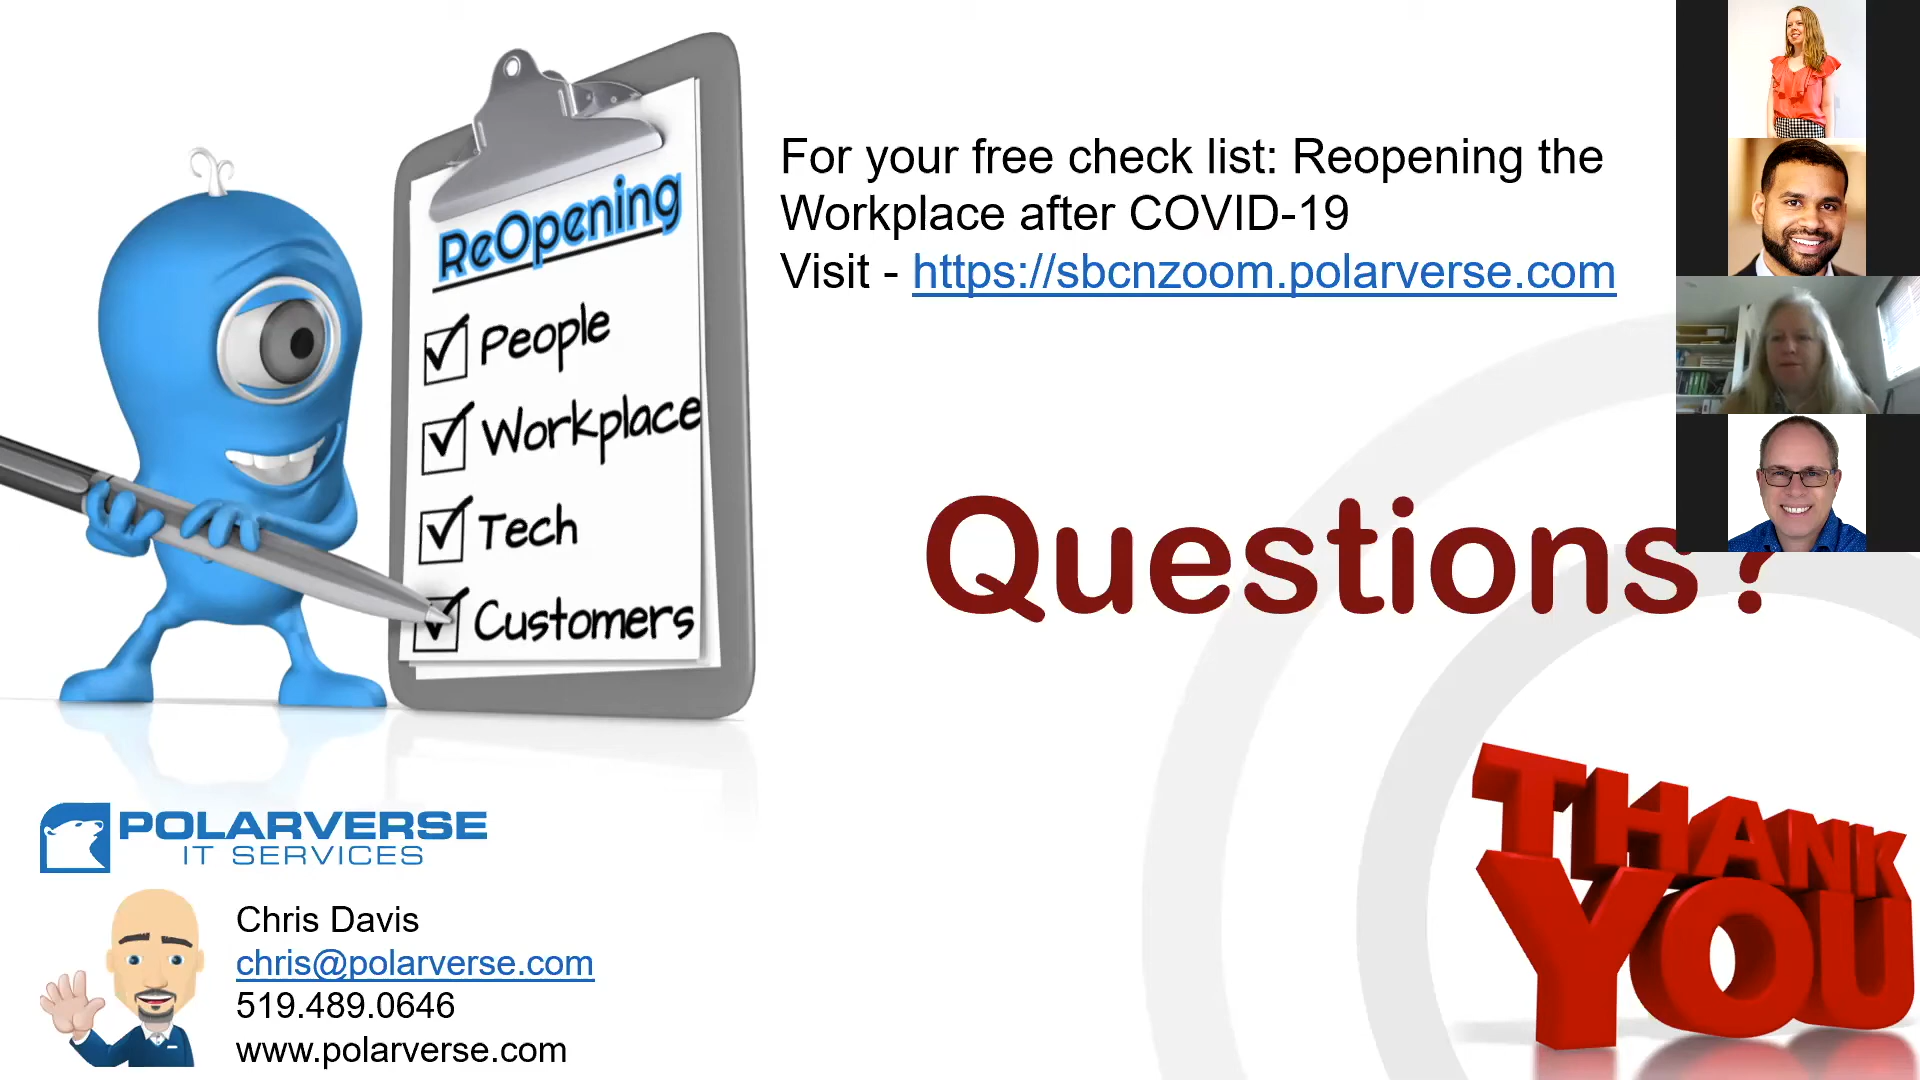 ReOpening
People
Workplace
Tech
Customers
For your free check list: Reopening the
Workplace after COVID-19
Visit - https://sbcnzoom.polarverse.com
Questions?
THANK
YOU
POLARVERSE
IT SERVICES
Chris Davis
chris@polarverse.com
519.489.0646
www.polarverse.com